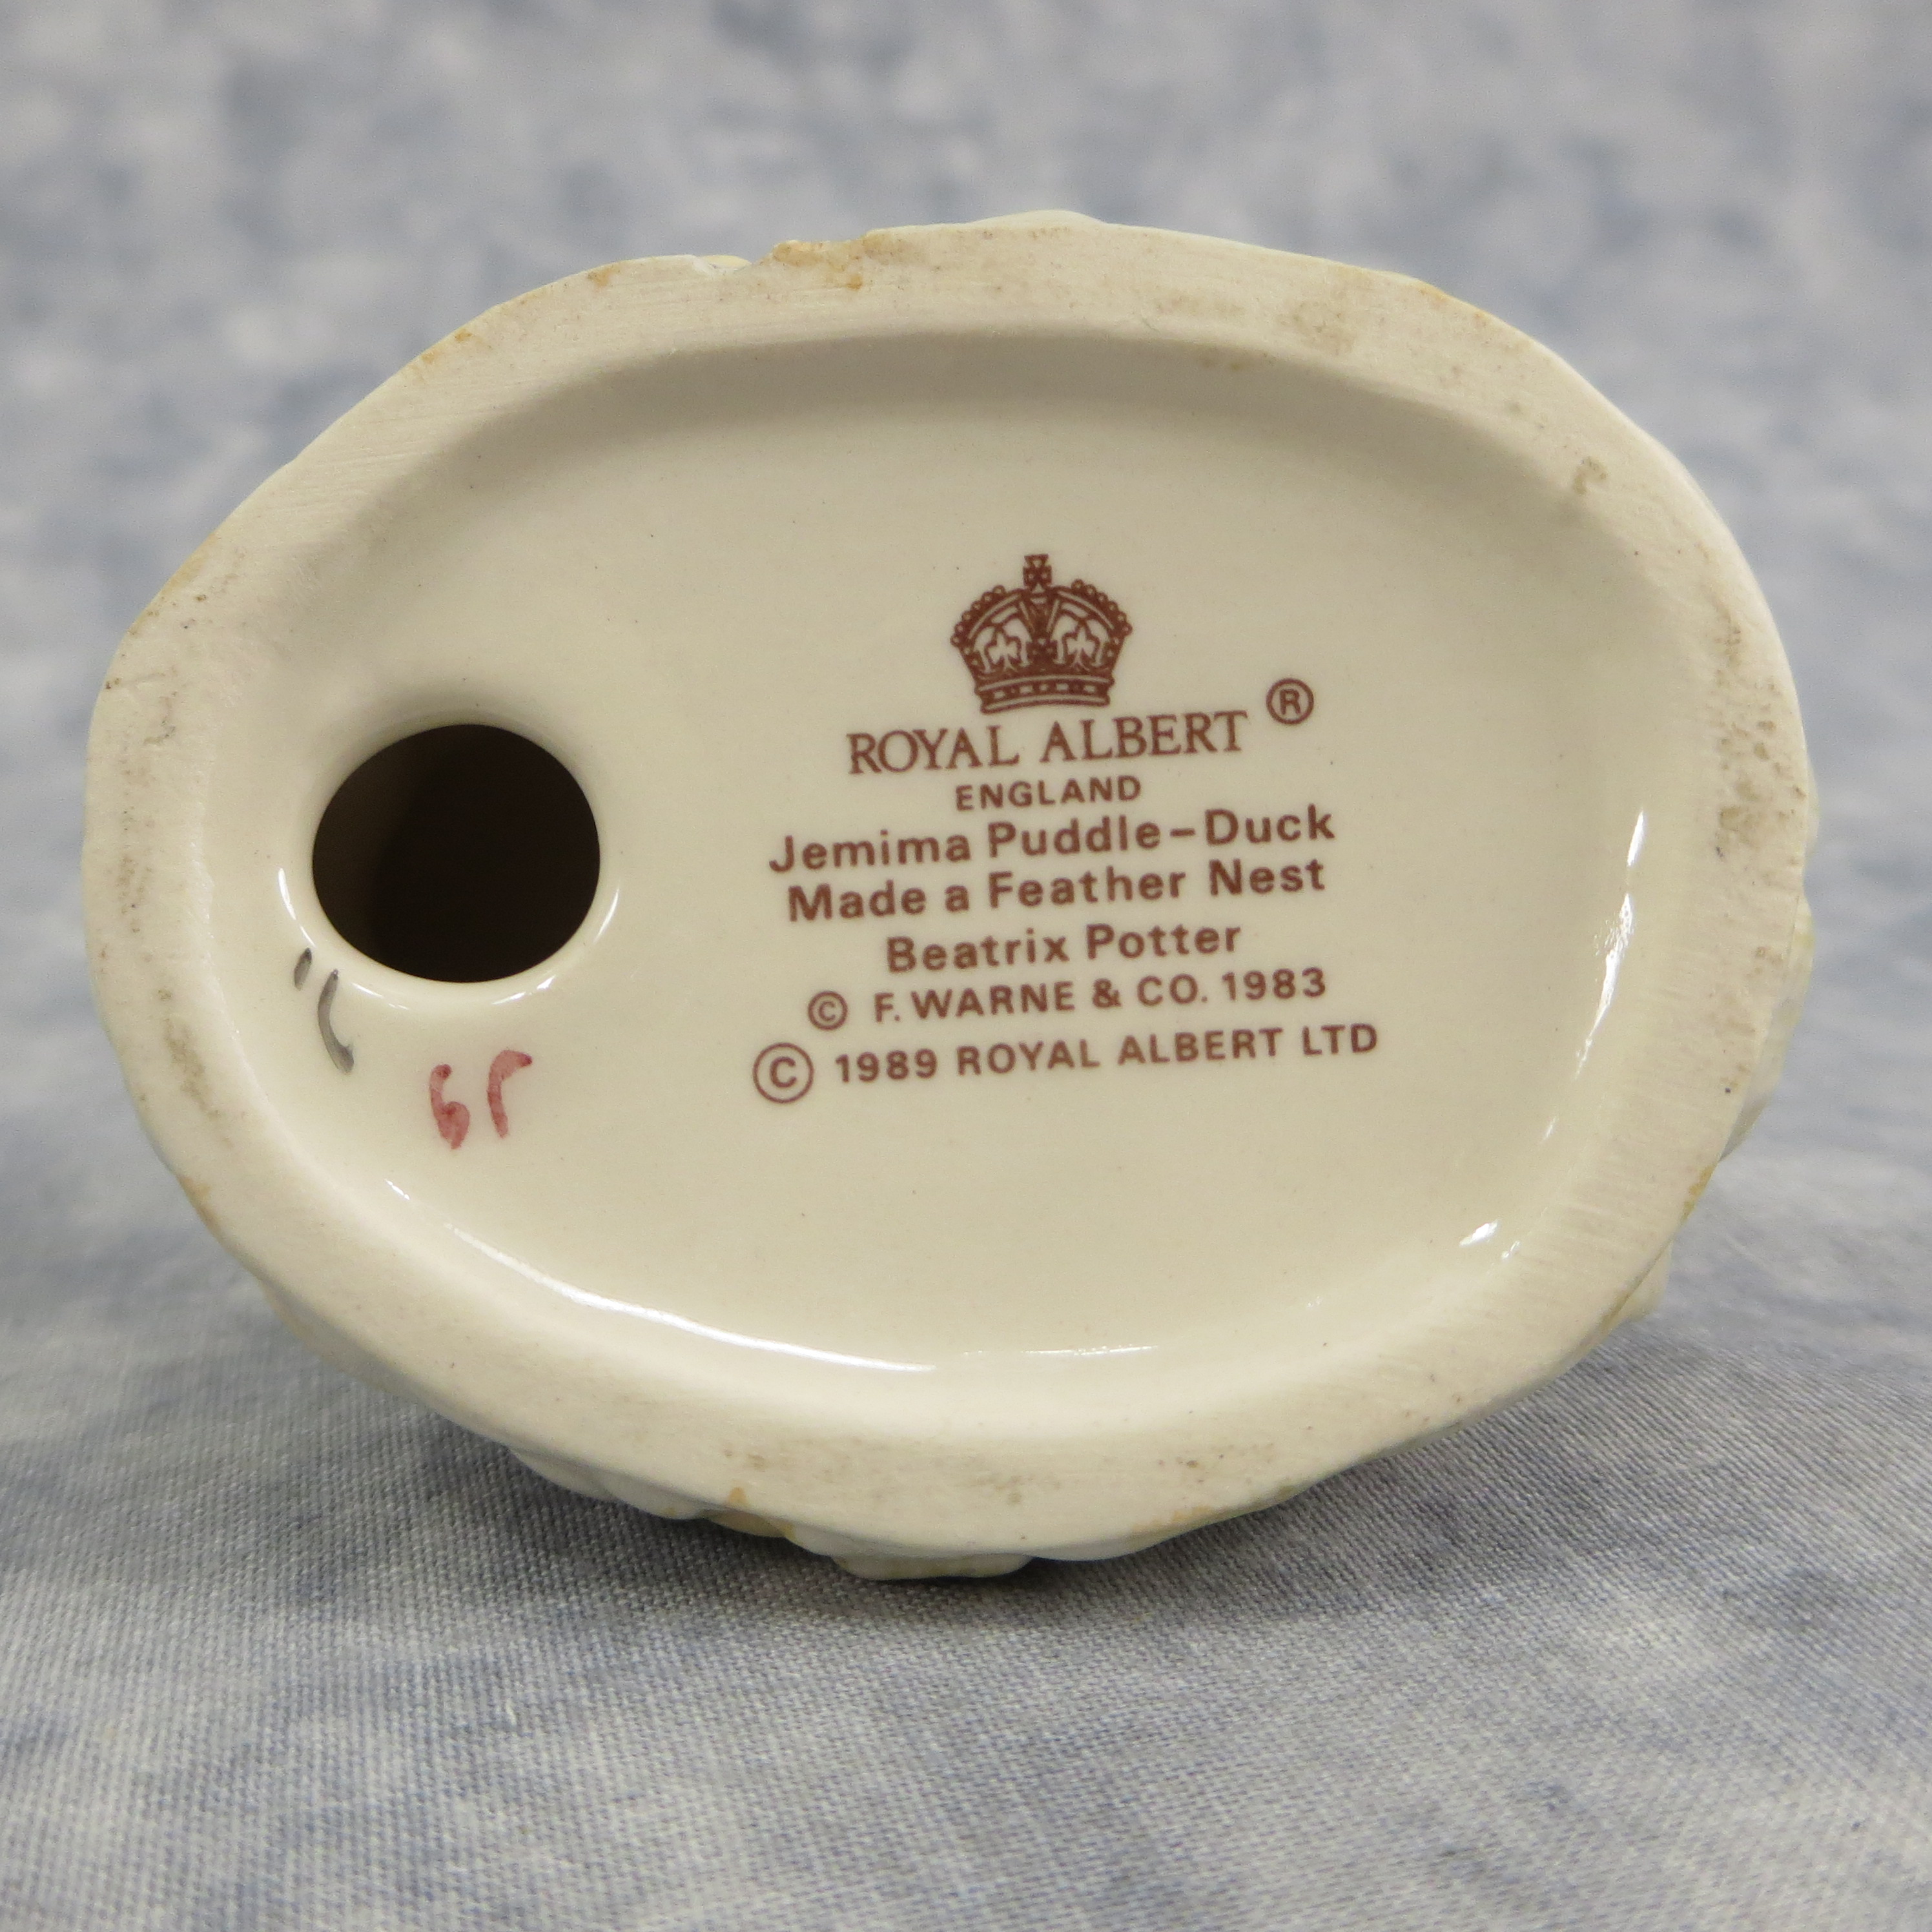 ROYAL ALBERT ®
ENGLAND
Jemima Puddle-Duck
Made a Feather Nest
Beatrix Potter
© F. WARNE & CO. 1983
© 1989 ROYAL ALBERT LTD